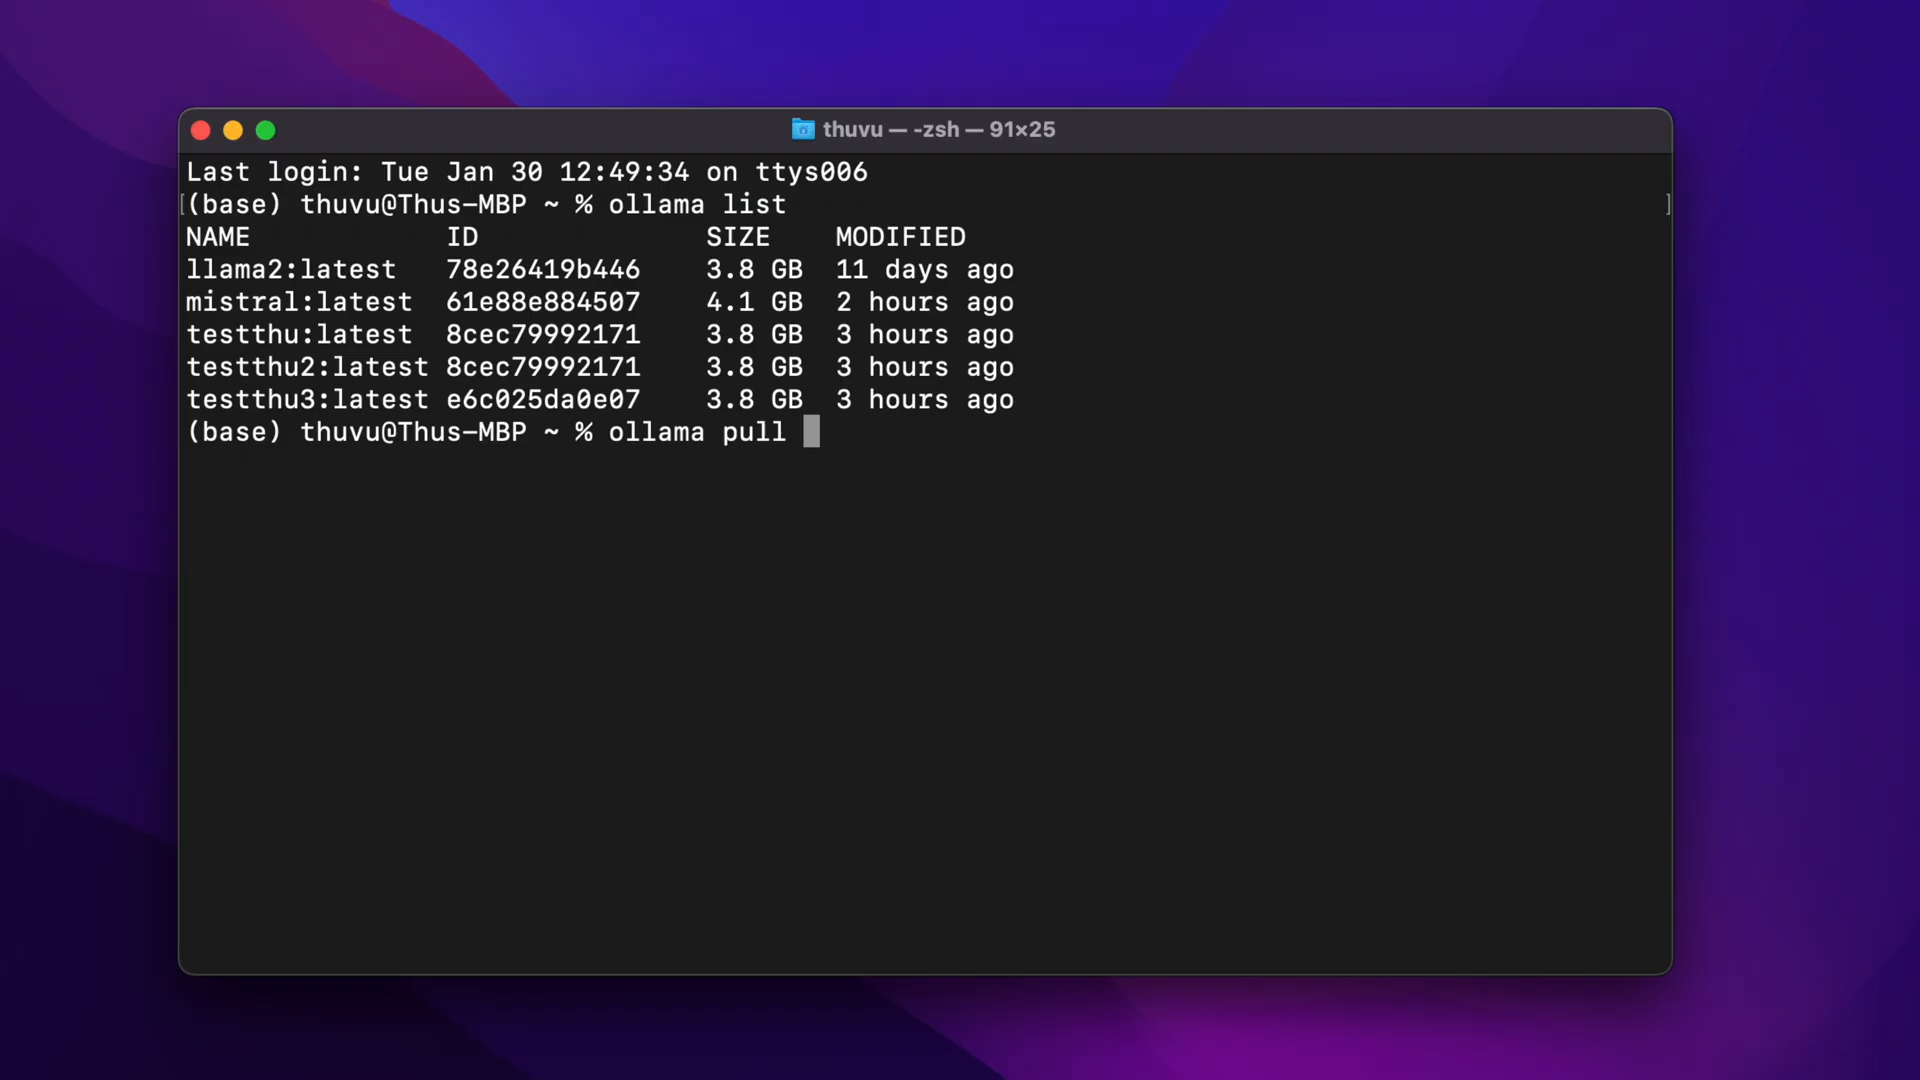 thuvu — -zsh — 91×25
Last login: Tue Jan 30 12:49:34 on ttys006
[(base) thuvu@Thus-MBP ~ % ollama list ]
NAME ID SIZE MODIFIED
llama2:latest 78e26419b446 3.8 GB 11 days ago
mistral:latest 61e88e884507 4.1 GB 2 hours ago
testthu:latest 8cec79992171 3.8 GB 3 hours ago
testthu2:latest 8cec79992171 3.8 GB 3 hours ago
testthu3:latest e6c025da0e07 3.8 GB 3 hours ago
(base) thuvu@Thus-MBP ~ % ollama pull